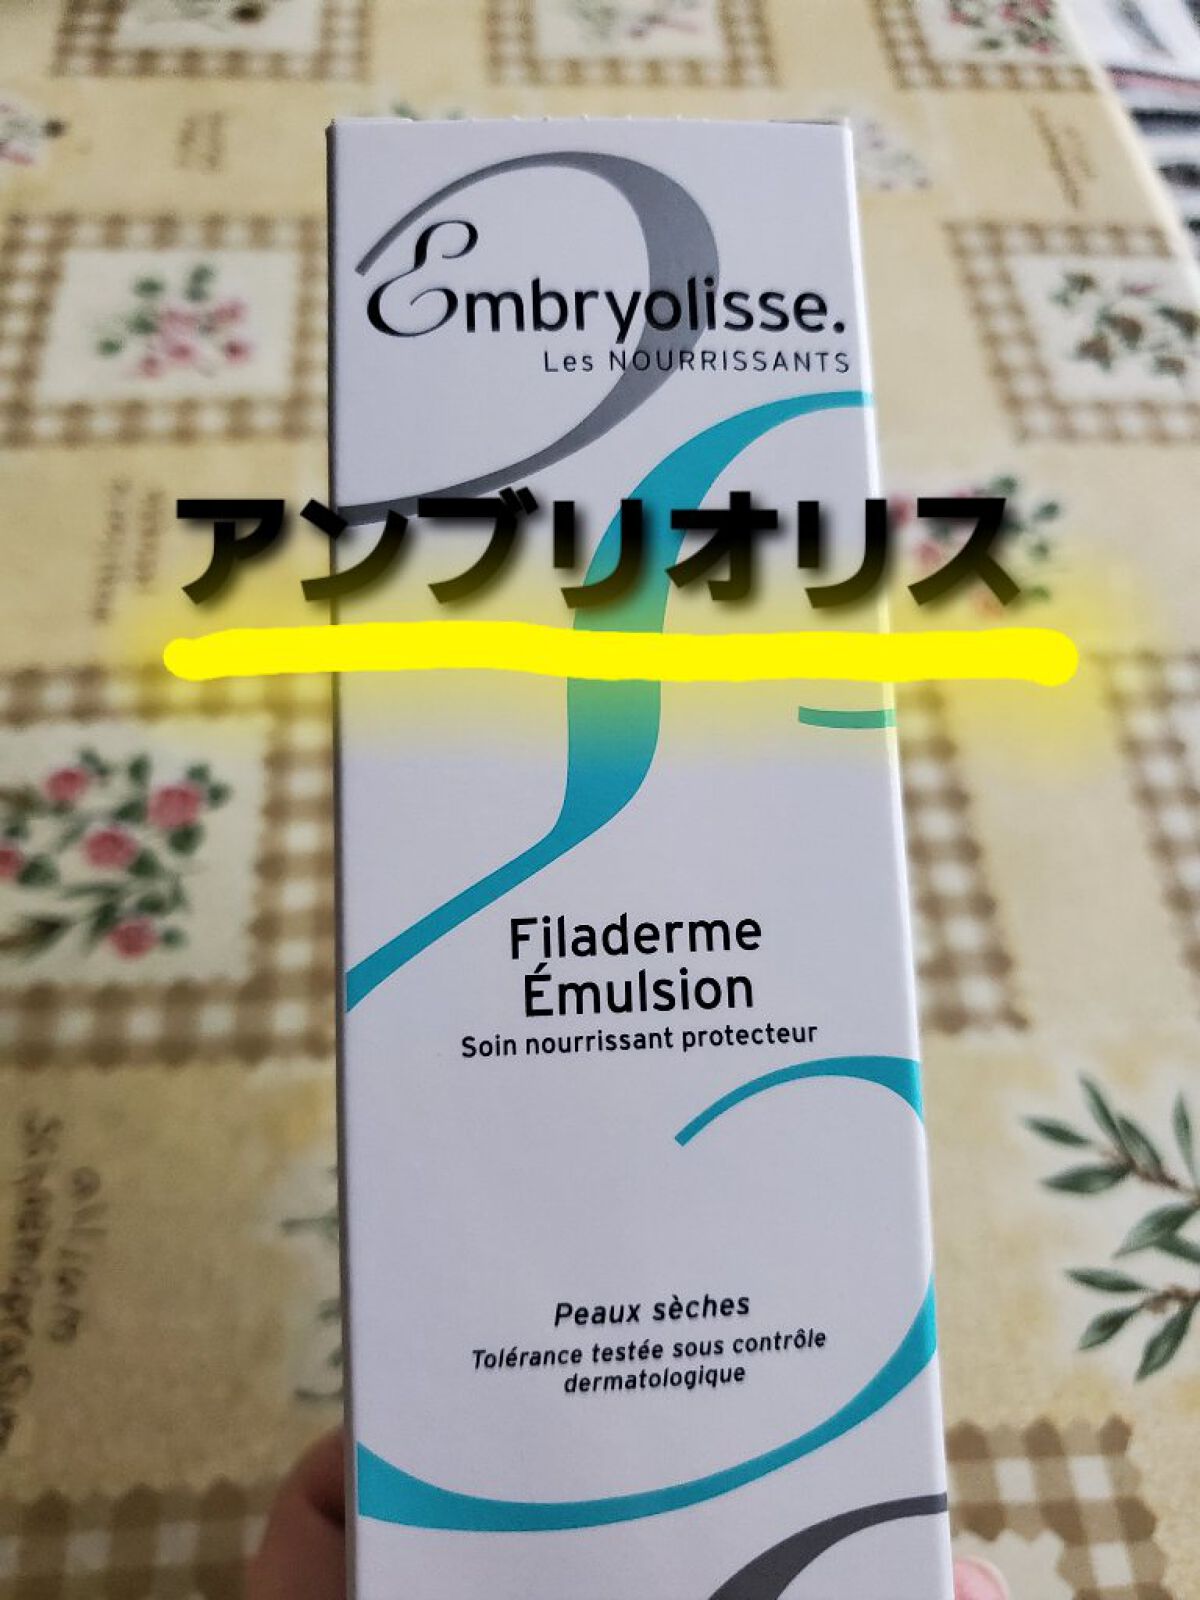 Embryolisse.
Les NOURRISSANTS
アンブリオリス
Filaderme
Émulsion
Soin nourrissant protecteur
Peaux sèches
Tolérance testée sous contrôle
dermatologique